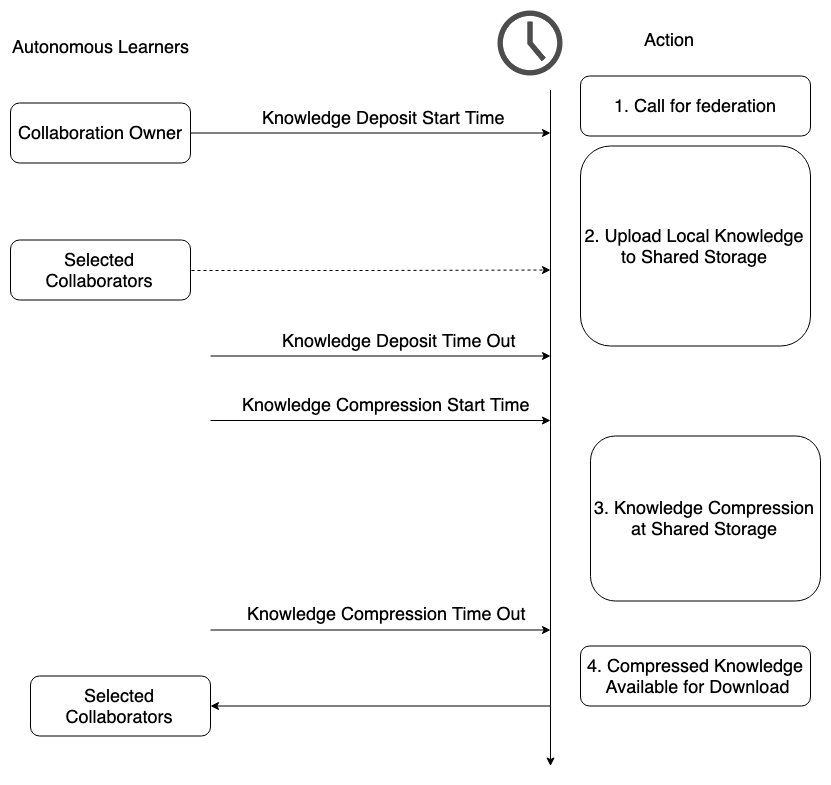 Autonomous Learners
Action
1. Call for federation
Collaboration Owner
Knowledge Deposit Start Time
2. Upload Local Knowledge
to Shared Storage
Selected
Collaborators
Knowledge Deposit Time Out
Knowledge Compression Start Time
3. Knowledge Compression
at Shared Storage
Knowledge Compression Time Out
4. Compressed Knowledge
Available for Download
Selected
Collaborators